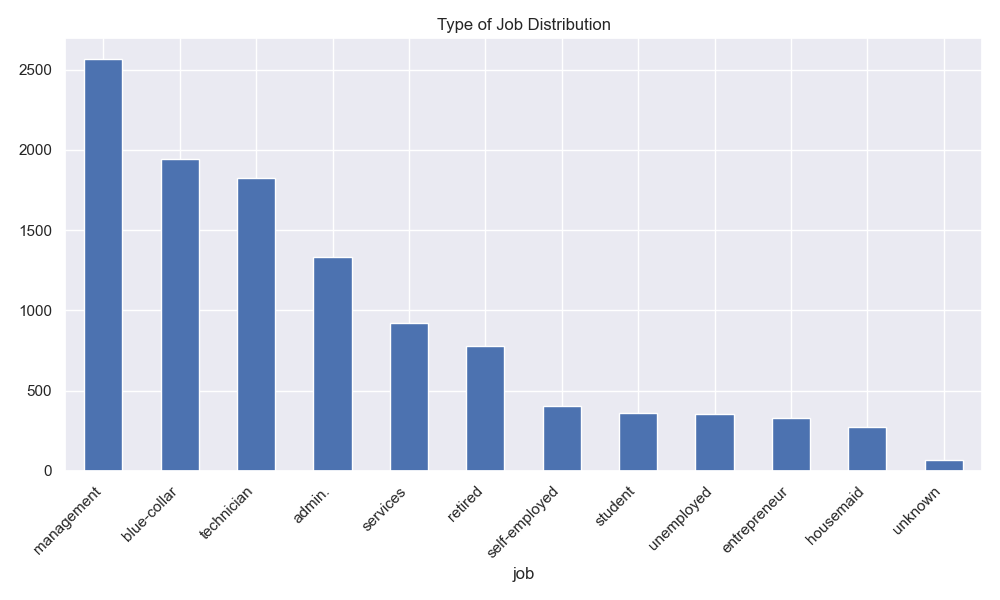 Type of Job Distribution
2500
2000
1500
1000
500
0
management
blue-collar
technician
admin.
services
retired
self-employed
student
unemployed
entrepreneur
housemaid
unknown
job